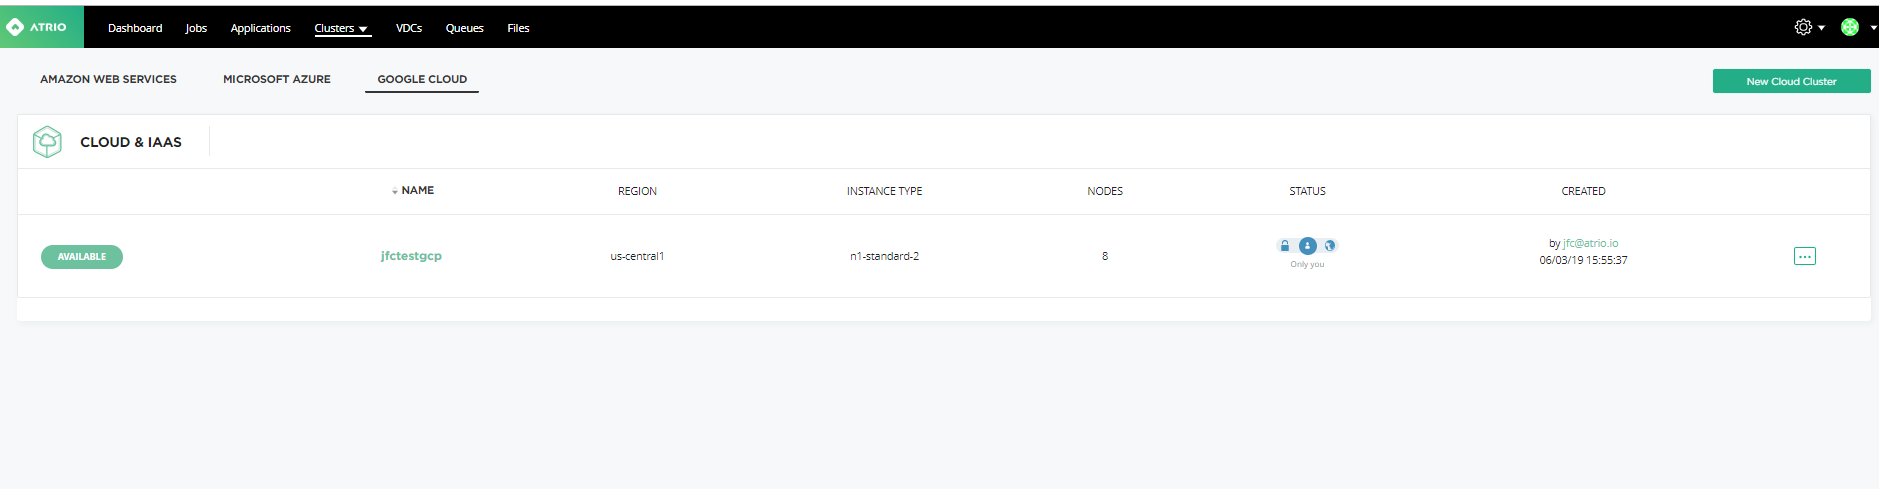 ATRIO Dashboard Jobs Applications Clusters VDCs Queues Files
AMAZON WEB SERVICES MICROSOFT AZURE GOOGLE CLOUD New Cloud Cluster
CLOUD & IAAS
NAME REGION INSTANCE TYPE NODES STATUS CREATED
AVAILABLE jfctestgcp us-central1 n1-standard-2 8 Only you by jfc@atrio.io
06/03/19 15:55:37